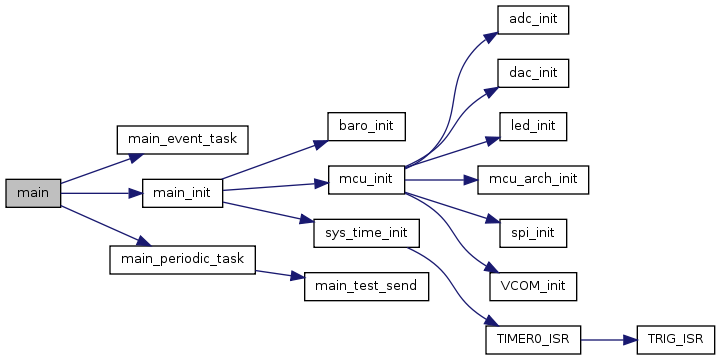 main
main_event_task
main_init
main_periodic_task
baro_init
mcu_init
sys_time_init
main_test_send
adc_init
dac_init
led_init
mcu_arch_init
spi_init
VCOM_init
TIMER0_ISR
TRIG_ISR